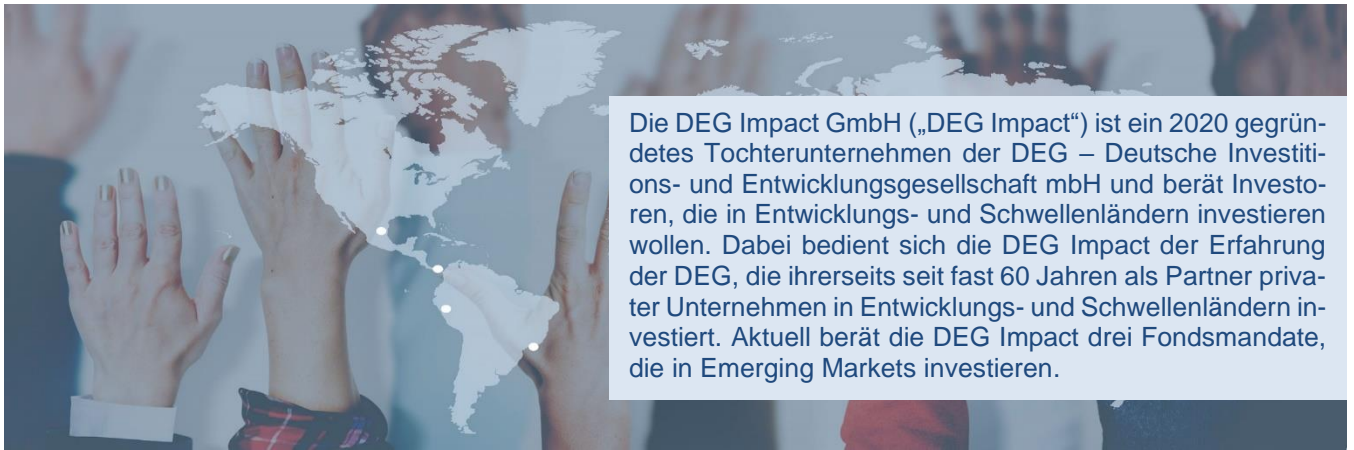 Die DEG Impact GmbH („DEG Impact“) ist ein 2020 gegrün-
detes Tochterunternehmen der DEG – Deutsche Investiti-
ons- und Entwicklungsgesellschaft mbH und berät Investo-
ren, die in Entwicklungs- und Schwellenländern investieren
wollen. Dabei bedient sich die DEG Impact der Erfahrung
der DEG, die ihrerseits seit fast 60 Jahren als Partner priva-
ter Unternehmen in Entwicklungs- und Schwellenländern in-
vestiert. Aktuell berät die DEG Impact drei Fondsmandate,
die in Emerging Markets investieren.